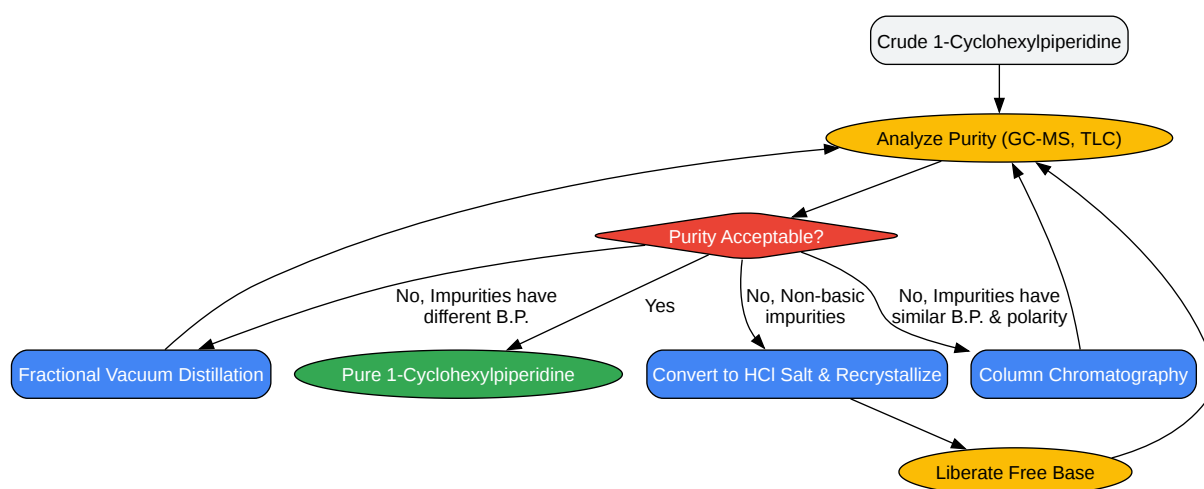 Crude 1-Cyclohexylpiperidine
Analyze Purity (GC-MS, TLC)
Purity Acceptable?
No, Impurities have
different B.P.
Yes
No, Non-basic
impurities
No, Impurities have
similar B.P. & polarity
Fractional Vacuum Distillation
Pure 1-Cyclohexylpiperidine
Convert to HCl Salt & Recrystallize
Column Chromatography
Liberate Free Base